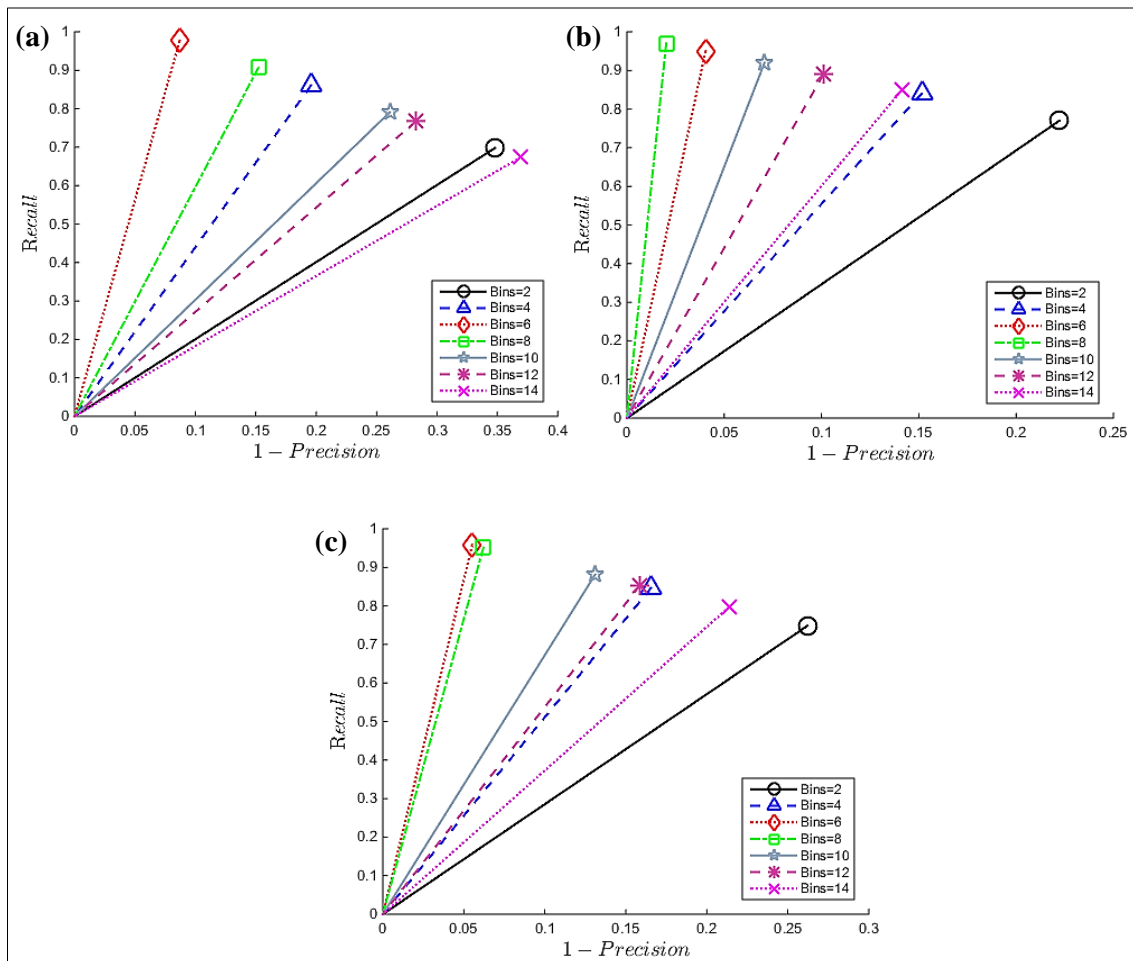 (a)
1
0.9
0.8
0.7
0.6
0.5
0.4
0.3
0.2
0.1
0
Recall
0 0.05 0.1 0.15 0.2 0.25 0.3 0.35 0.4
1 − Precision
Bins=2
Bins=4
Bins=6
Bins=8
Bins=10
Bins=12
Bins=14
(b)
1
0.9
0.8
0.7
0.6
0.5
0.4
0.3
0.2
0.1
0
Recall
0 0.05 0.1 0.15 0.2 0.25
1 − Precision
Bins=2
Bins=4
Bins=6
Bins=8
Bins=10
Bins=12
Bins=14
(c)
1
0.9
0.8
0.7
0.6
0.5
0.4
0.3
0.2
0.1
0
Recall
0 0.05 0.1 0.15 0.2 0.25 0.3
1 − Precision
Bins=2
Bins=4
Bins=6
Bins=8
Bins=10
Bins=12
Bins=14